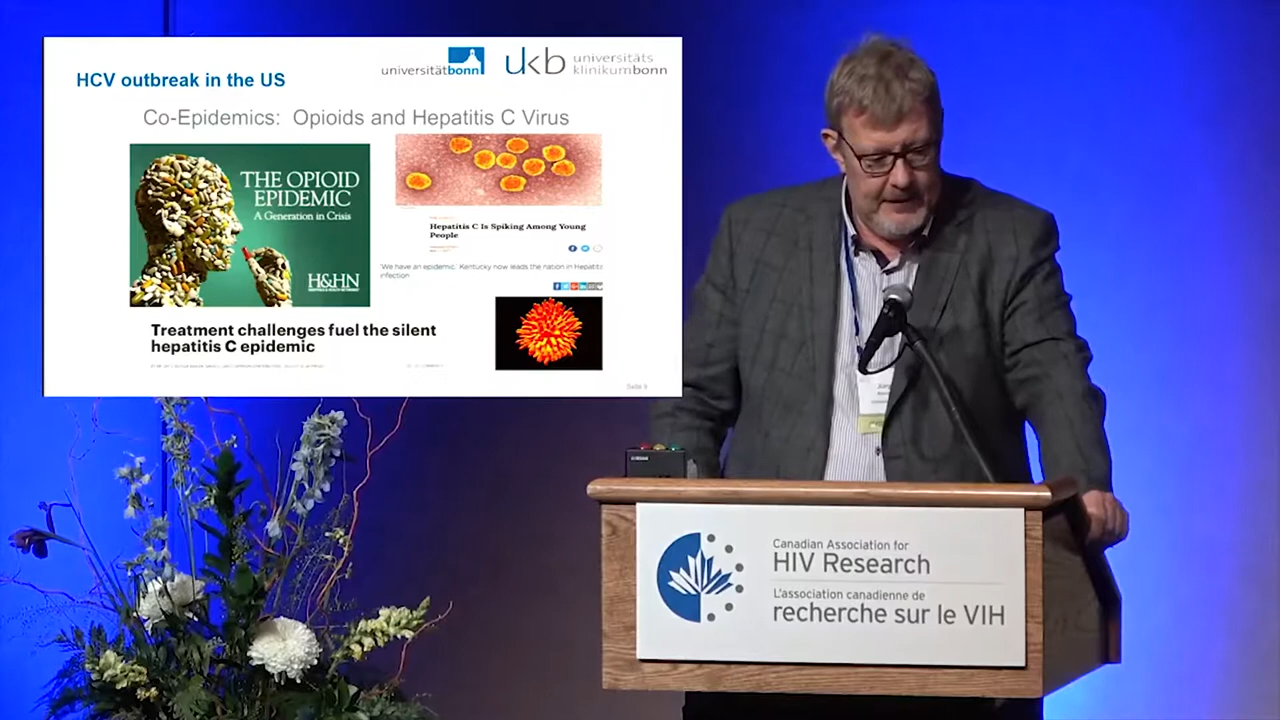 HCV outbreak in the US
universitätbonn
ukb universitäts
klinikumbonn
Co-Epidemics: Opioids and Hepatitis C Virus
THE OPIOID
EPIDEMIC
A Generation in Crisis
H&HN
Hepatitis C Is Spiking Among Young
People
'We have an epidemic,' Kentucky now leads the nation in Hepatitis
infection
Treatment challenges fuel the silent
hepatitis C epidemic
Seite 9
Canadian Association for
HIV Research
L'association canadienne de
recherche sur le VIH